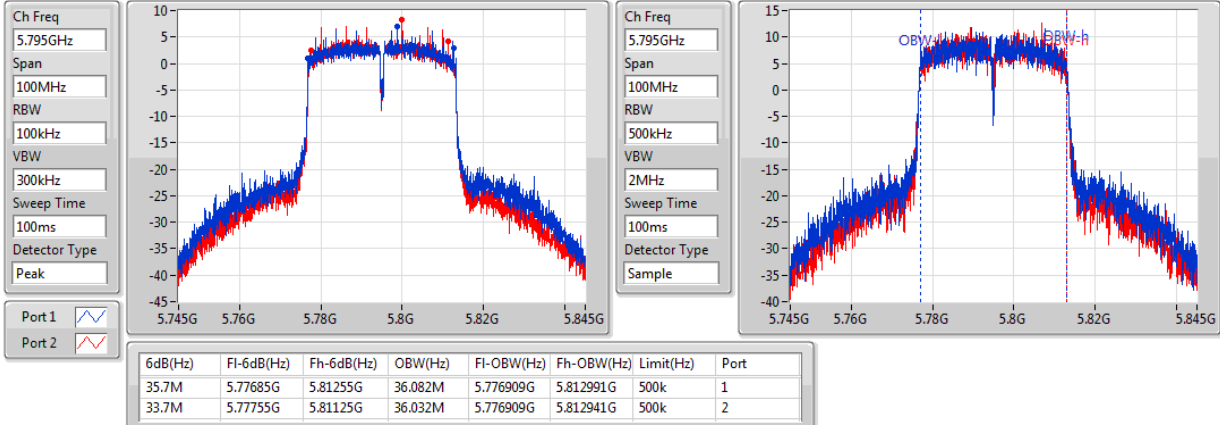 Ch Freq
5.795GHz
Span
100MHz
RBW
100kHz
VBW
300kHz
Sweep Time
100ms
Detector Type
Peak
Port 1
Port 2
10
5
0
-5
-10
-15
-20
-25
-30
-35
-40
-45
5.745G 5.76G 5.78G 5.8G 5.82G 5.845G
Ch Freq
5.795GHz
Span
100MHz
RBW
500kHz
VBW
2MHz
Sweep Time
100ms
Detector Type
Sample
15
10
5
0
-5
-10
-15
-20
-25
-30
-35
-40
OBW-h
5.745G 5.76G 5.78G 5.8G 5.82G 5.845G
6dB(Hz) Fl-6dB(Hz) Fh-6dB(Hz) OBW(Hz) Fl-OBW(Hz) Fh-OBW(Hz) Limit(Hz) Port
35.7M 5.77685G 5.81255G 36.082M 5.776909G 5.812991G 500k 1
33.7M 5.77755G 5.81125G 36.032M 5.776909G 5.812941G 500k 2